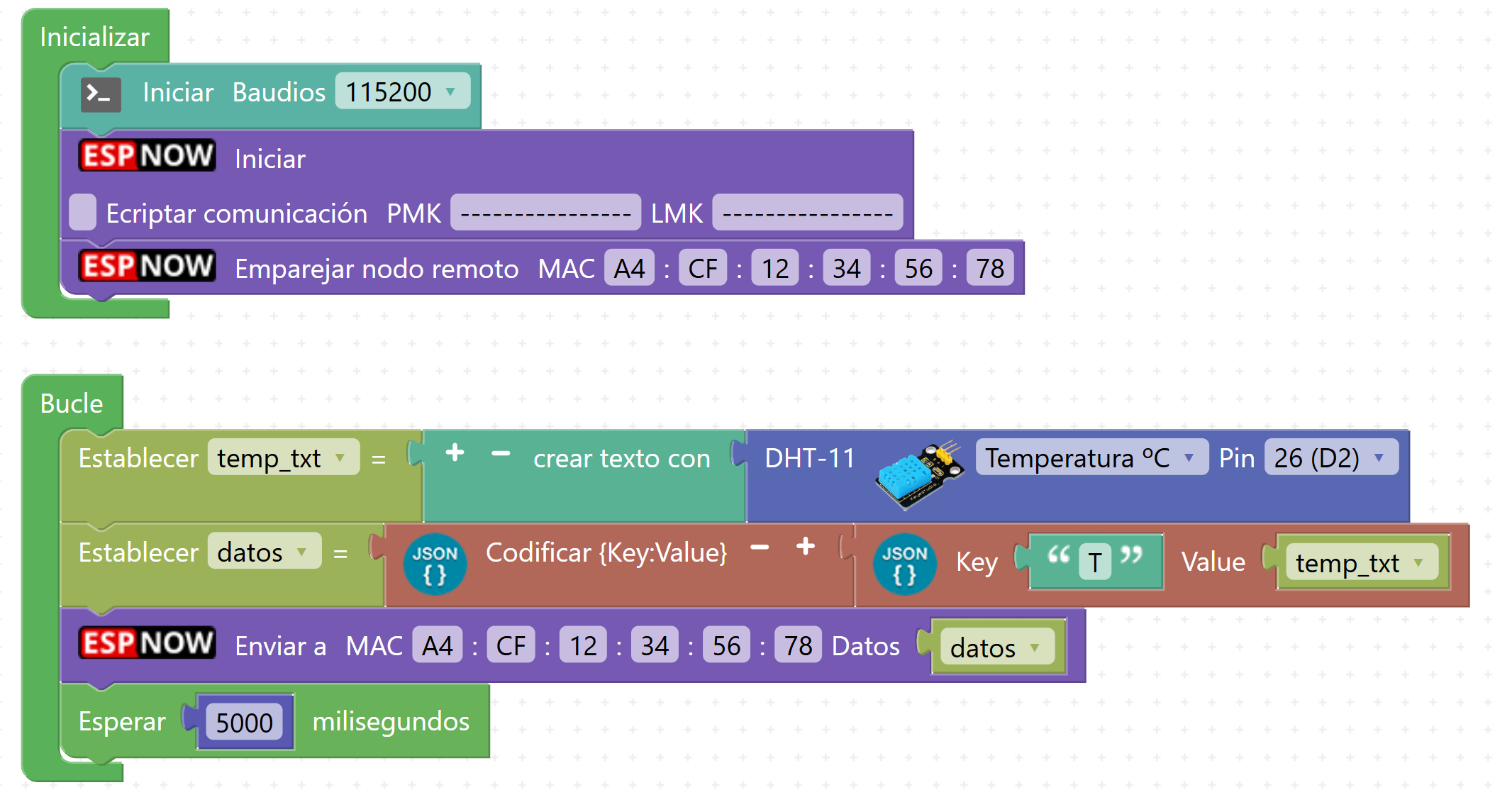 Inicializar
Iniciar Baudios 115200
ESP NOW Iniciar
Ecriptar comunicación PMK ---------------- LMK ----------------
ESP NOW Emparejar nodo remoto MAC A4 : CF : 12 : 34 : 56 : 78
Bucle
Establecer temp_txt = + - crear texto con DHT-11 Temperatura ºC Pin 26 (D2)
Establecer datos = JSON {} Codificar {Key:Value} - + JSON {} Key “ T ” Value temp_txt
ESP NOW Enviar a MAC A4 : CF : 12 : 34 : 56 : 78 Datos datos
Esperar 5000 milisegundos